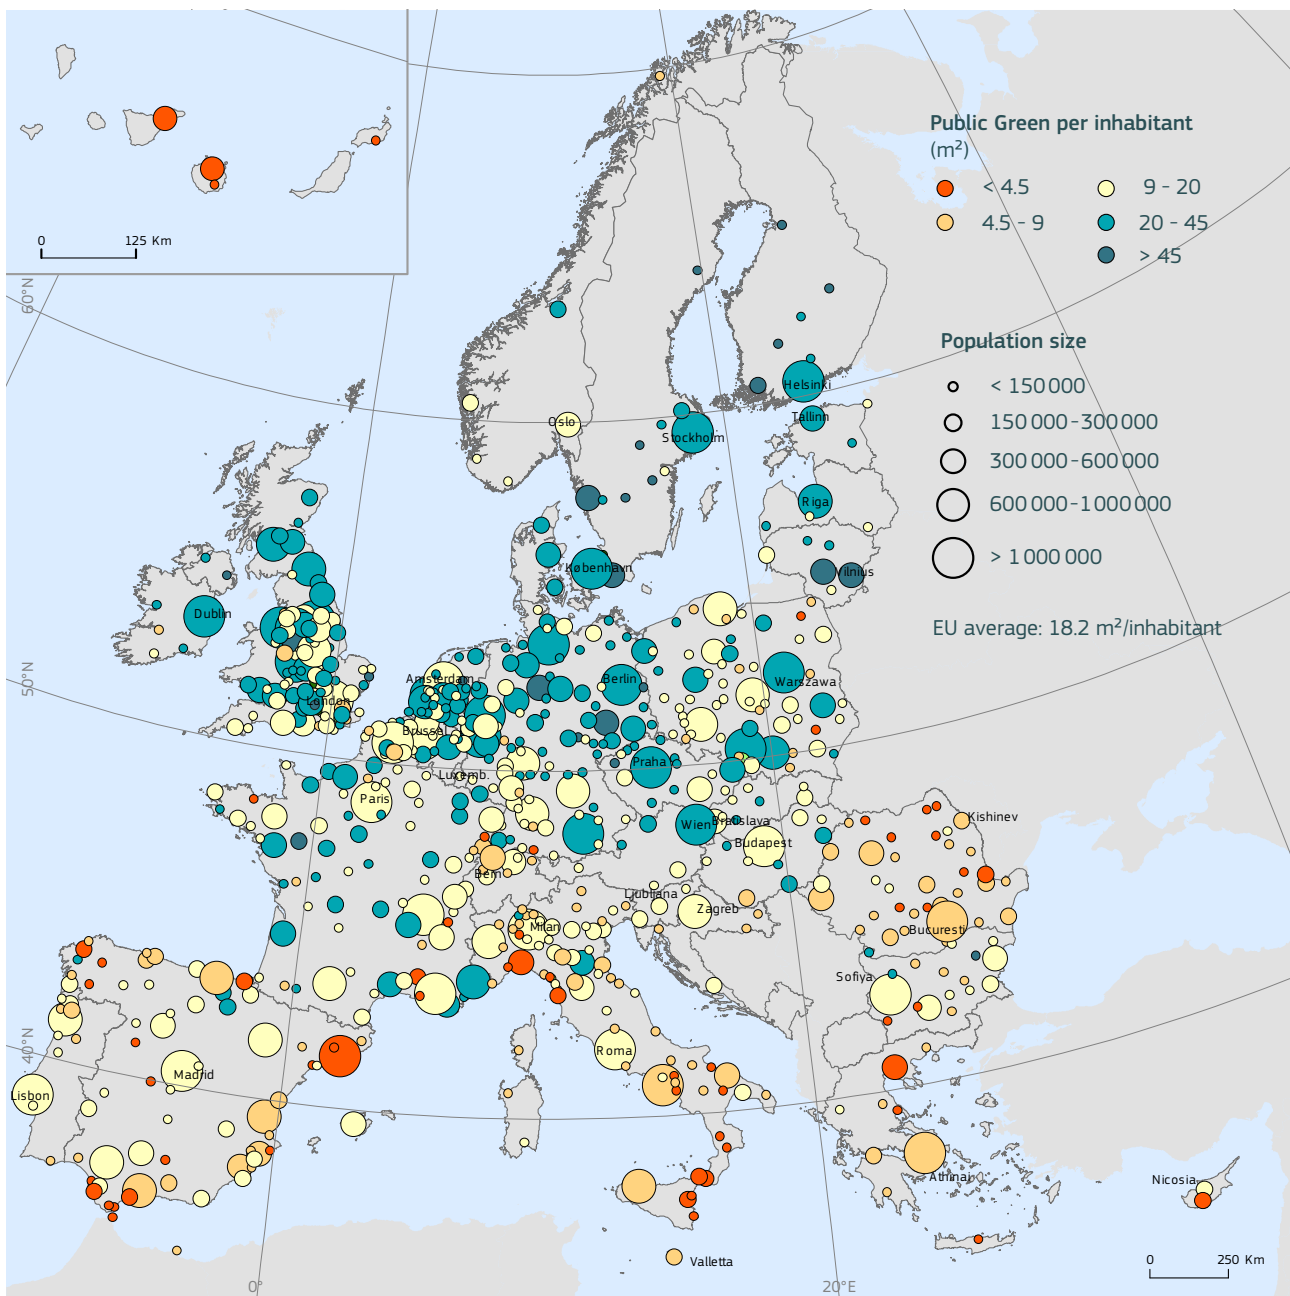 Public Green per inhabitant
(m²)
< 4.5
9 - 20
4.5 - 9
20 - 45
> 45
0
125 Km
60°N
Population size
< 150 000
150 000 - 300 000
300 000 - 600 000
600 000 - 1 000 000
> 1 000 000
EU average: 18.2 m²/inhabitant
Helsinki
Tallinn
Oslo
Stockholm
Riga
København
Vilnius
Dublin
50°N
Amsterdam
Berlin
Warszawa
London
Brussel
Praha
Luxemb.
Paris
Wien
Bratislava
Kishinev
Budapest
Bern
Ljubljana
Zagreb
Milan
Bucuresti
Sofiya
40°N
Roma
Madrid
Lisbon
Athinai
Nicosia
Valletta
0
250 Km
0°
20°E